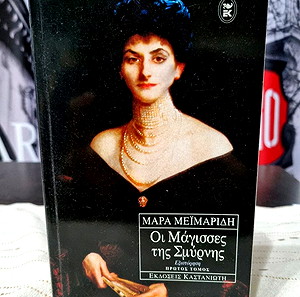 ΜΑΡΑ ΜΕΪΜΑΡΙΔΗ
Οι Μάγισσες
της Σμύρνης
ΠΡΩΤΟΣ ΤΟΜΟΣ
ΕΚΔΟΣΕΙΣ ΚΑΣΤΑΝΙΩΤΗ